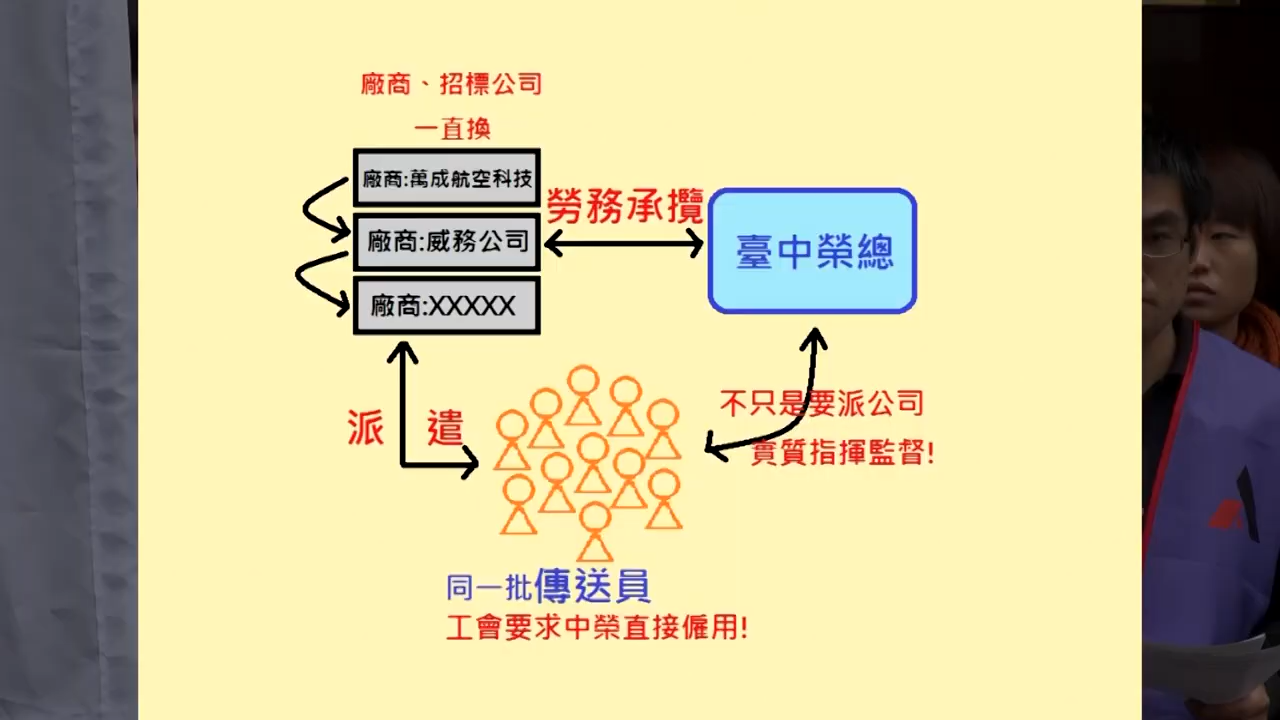 廠商、招標公司
一直換
廠商:萬成航空科技
廠商:威務公司
廠商:XXXXX
勞務承攬
臺中榮總
派 遣
不只是要派公司
實質指揮監督!
同一批傳送員
工會要求中榮直接僱用!